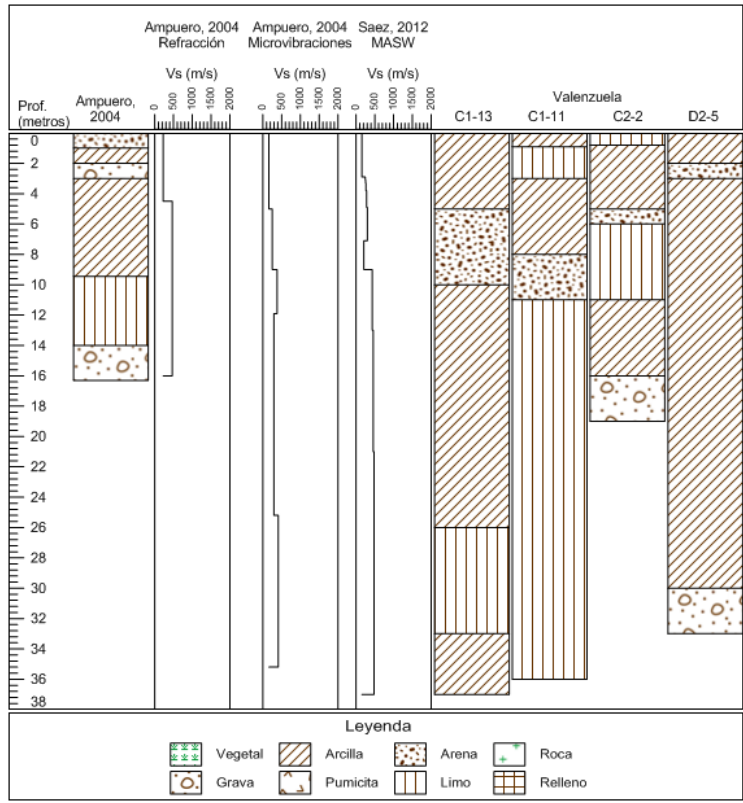 Ampuero, 2004 Ampuero, 2004 Saez, 2012
Refracción Microvibraciones MASW
Vs (m/s) Vs (m/s) Vs (m/s)
Prof.
(metros)
Ampuero,
2004
0 500 1000 2000
0 500 1000 2000
0 500 1000 2000
Valenzuela
C1-13 C1-11 C2-2 D2-5
0
2
4
6
8
10
12
14
16
18
20
22
24
26
28
30
32
34
36
38
Leyenda
Vegetal Arcilla Arena Roca
Grava Pumicita Limo Relleno